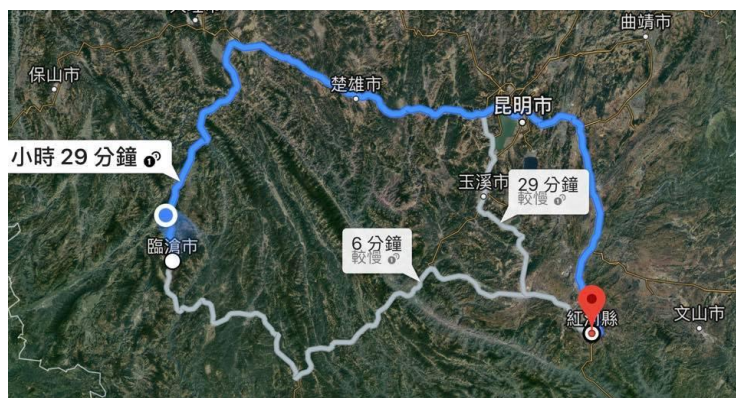 曲靖市
保山市
楚雄市
昆明市
小時 29 分鐘
玉溪市
29 分鐘
較慢
臨滄市
6 分鐘
較慢
文山市